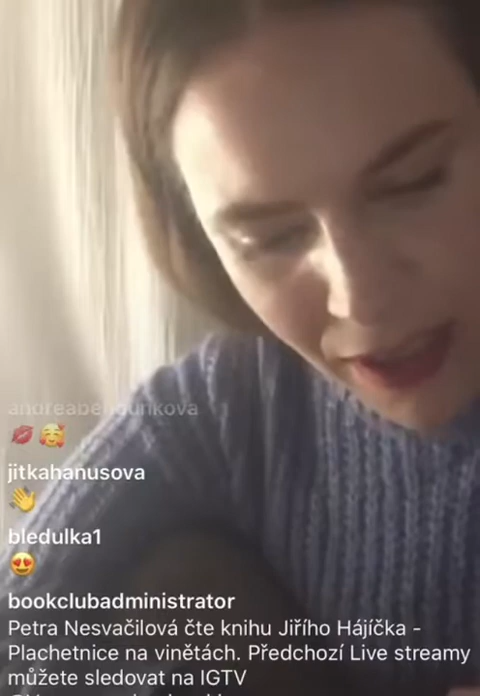 jitkahanusova
bledulka1
bookclubadministrator
Petra Nesvačilová čte knihu Jiřího Hájíčka -
Plachetnice na vinětách. Předchozí Live streamy
můžete sledovat na IGTV